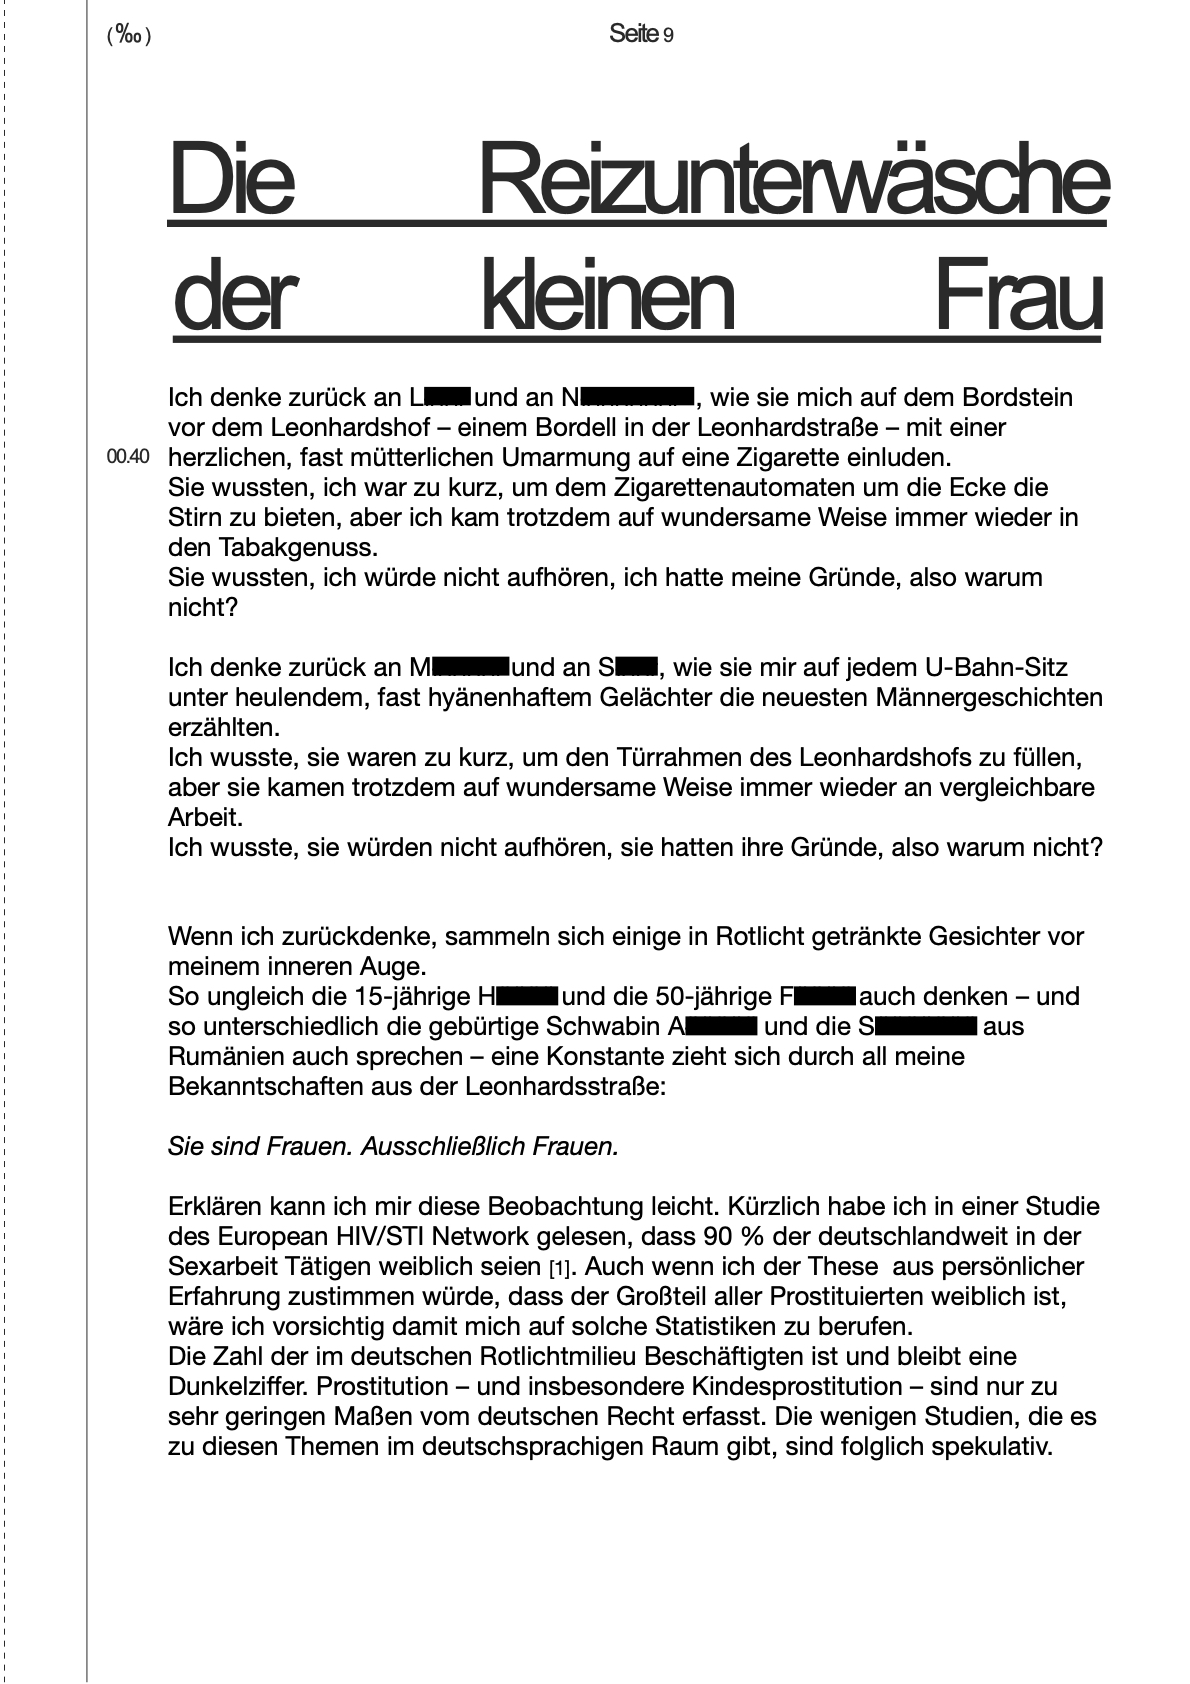 (‰)
Seite 9
Die Reizunterwäsche
der kleinen Frau
Ich denke zurück an L und an N, wie sie mich auf dem Bordstein
vor dem Leonhardshof – einem Bordell in der Leonhardstraße – mit einer
00.40
herzlichen, fast mütterlichen Umarmung auf eine Zigarette einluden.
Sie wussten, ich war zu kurz, um dem Zigarettenautomaten um die Ecke die
Stirn zu bieten, aber ich kam trotzdem auf wundersame Weise immer wieder in
den Tabakgenuss.
Sie wussten, ich würde nicht aufhören, ich hatte meine Gründe, also warum
nicht?
Ich denke zurück an M und an S, wie sie mir auf jedem U-Bahn-Sitz
unter heulendem, fast hyänenhaftem Gelächter die neuesten Männergeschichten
erzählten.
Ich wusste, sie waren zu kurz, um den Türrahmen des Leonhardshofs zu füllen,
aber sie kamen trotzdem auf wundersame Weise immer wieder an vergleichbare
Arbeit.
Ich wusste, sie würden nicht aufhören, sie hatten ihre Gründe, also warum nicht?
Wenn ich zurückdenke, sammeln sich einige in Rotlicht getränkte Gesichter vor
meinem inneren Auge.
So ungleich die 15-jährige H und die 50-jährige F auch denken – und
so unterschiedlich die gebürtige Schwabin A und die S aus
Rumänien auch sprechen – eine Konstante zieht sich durch all meine
Bekanntschaften aus der Leonhardsstraße:
Sie sind Frauen. Ausschließlich Frauen.
Erklären kann ich mir diese Beobachtung leicht. Kürzlich habe ich in einer Studie
des European HIV/STI Network gelesen, dass 90 % der deutschlandweit in der
Sexarbeit Tätigen weiblich seien [1]. Auch wenn ich der These  aus persönlicher
Erfahrung zustimmen würde, dass der Großteil aller Prostituierten weiblich ist,
wäre ich vorsichtig damit mich auf solche Statistiken zu berufen.
Die Zahl der im deutschen Rotlichtmilieu Beschäftigten ist und bleibt eine
Dunkelziffer. Prostitution – und insbesondere Kindesprostitution – sind nur zu
sehr geringen Maßen vom deutschen Recht erfasst. Die wenigen Studien, die es
zu diesen Themen im deutschsprachigen Raum gibt, sind folglich spekulativ.